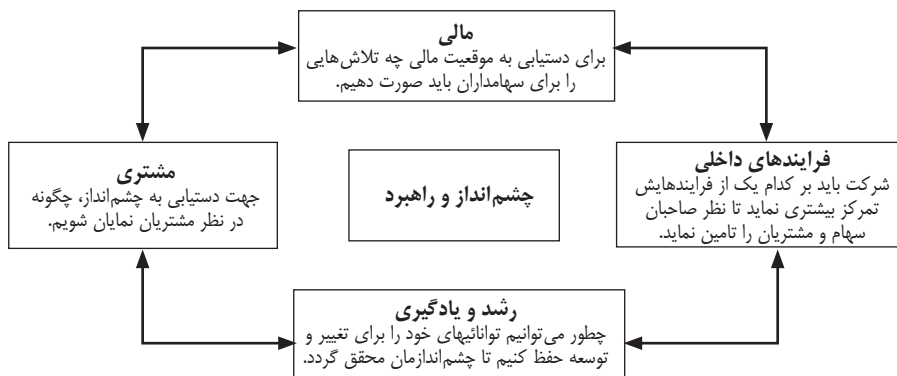 مالی
برای دستیابی به موقعیت مالی چه تلاش‌هایی
را برای سهامداران باید صورت دهیم.
فرایندهای داخلی
شرکت باید بر کدام یک از فرایندهایش
تمرکز بیشتری نماید تا نظر صاحبان
سهام و مشتریان را تامین نماید.
چشم‌انداز و راهبرد
مشتری
جهت دستیابی به چشم‌انداز، چگونه
در نظر مشتریان نمایان شویم.
رشد و یادگیری
چطور می‌توانیم توانائیهای خود را برای تغییر و
توسعه حفظ کنیم تا چشم‌اندازمان محقق گردد.